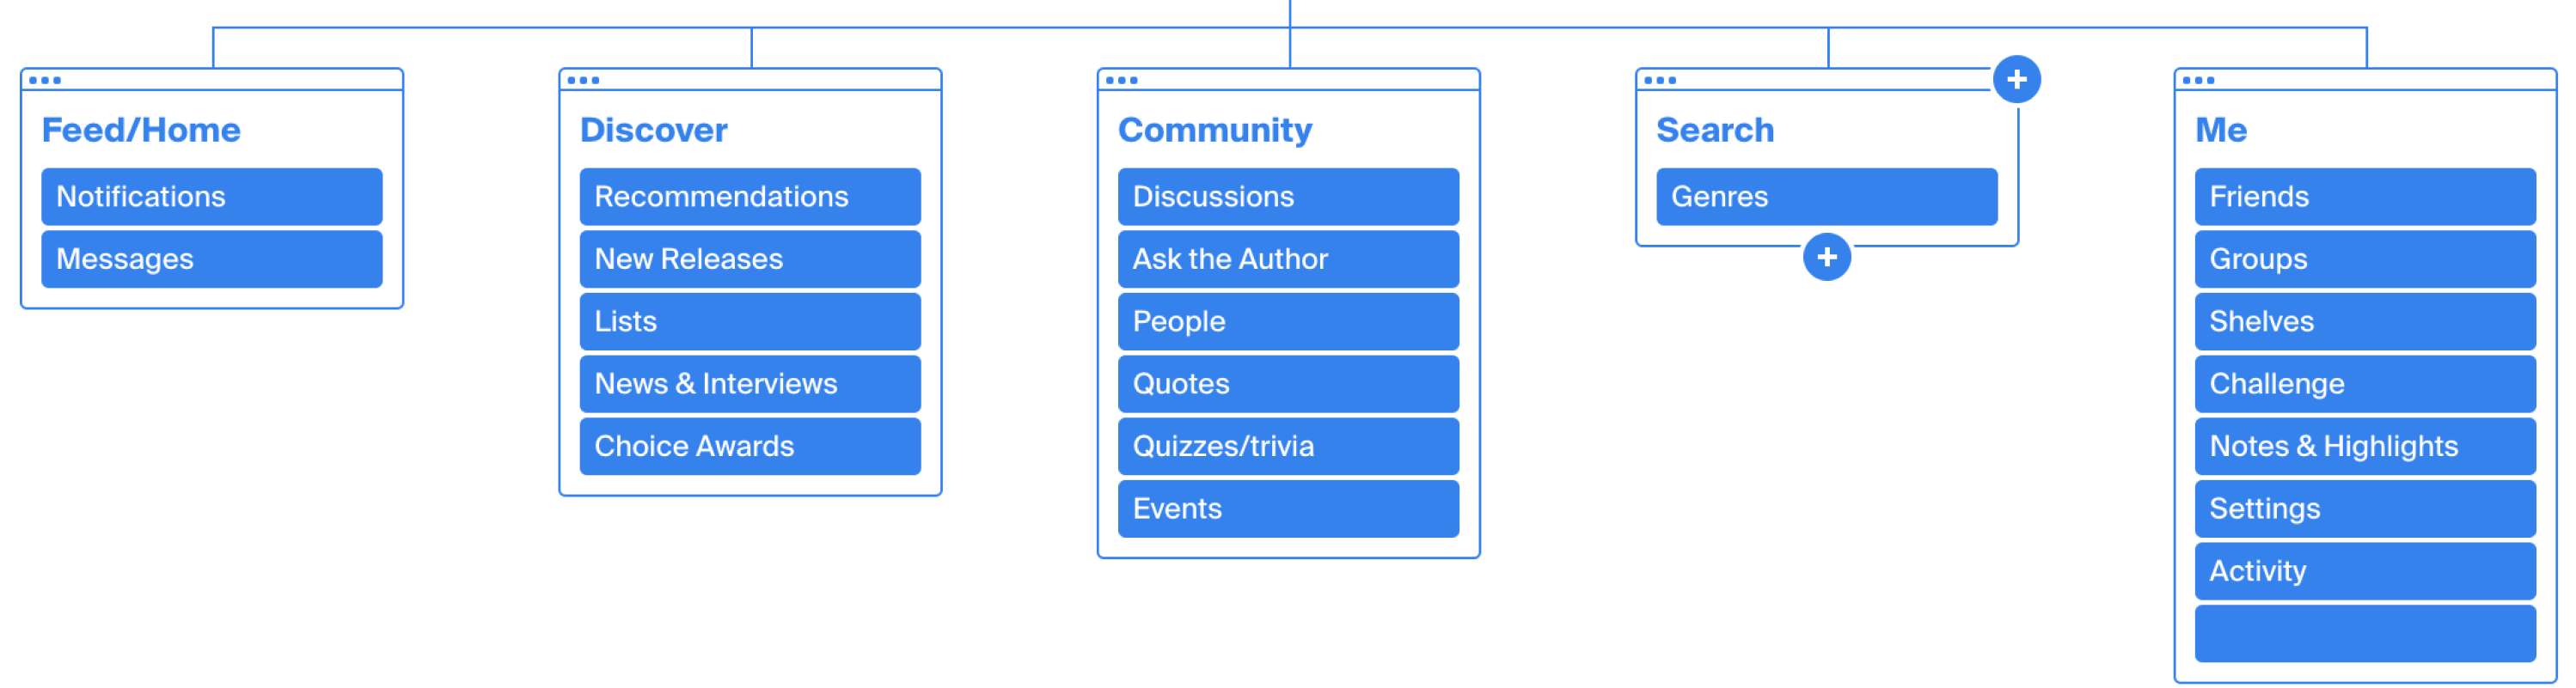 Feed/Home
Notifications
Messages
Discover
Recommendations
New Releases
Lists
News & Interviews
Choice Awards
Community
Discussions
Ask the Author
People
Quotes
Quizzes/trivia
Events
Search
Genres
Me
Friends
Groups
Shelves
Challenge
Notes & Highlights
Settings
Activity